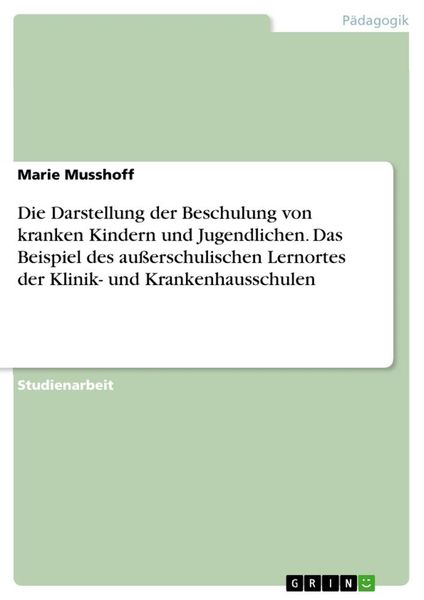 Pädagogik
Marie Musshoff
Die Darstellung der Beschulung von
kranken Kindern und Jugendlichen. Das
Beispiel des außerschulischen Lernortes
der Klinik- und Krankenhausschulen
Studienarbeit
GRIN